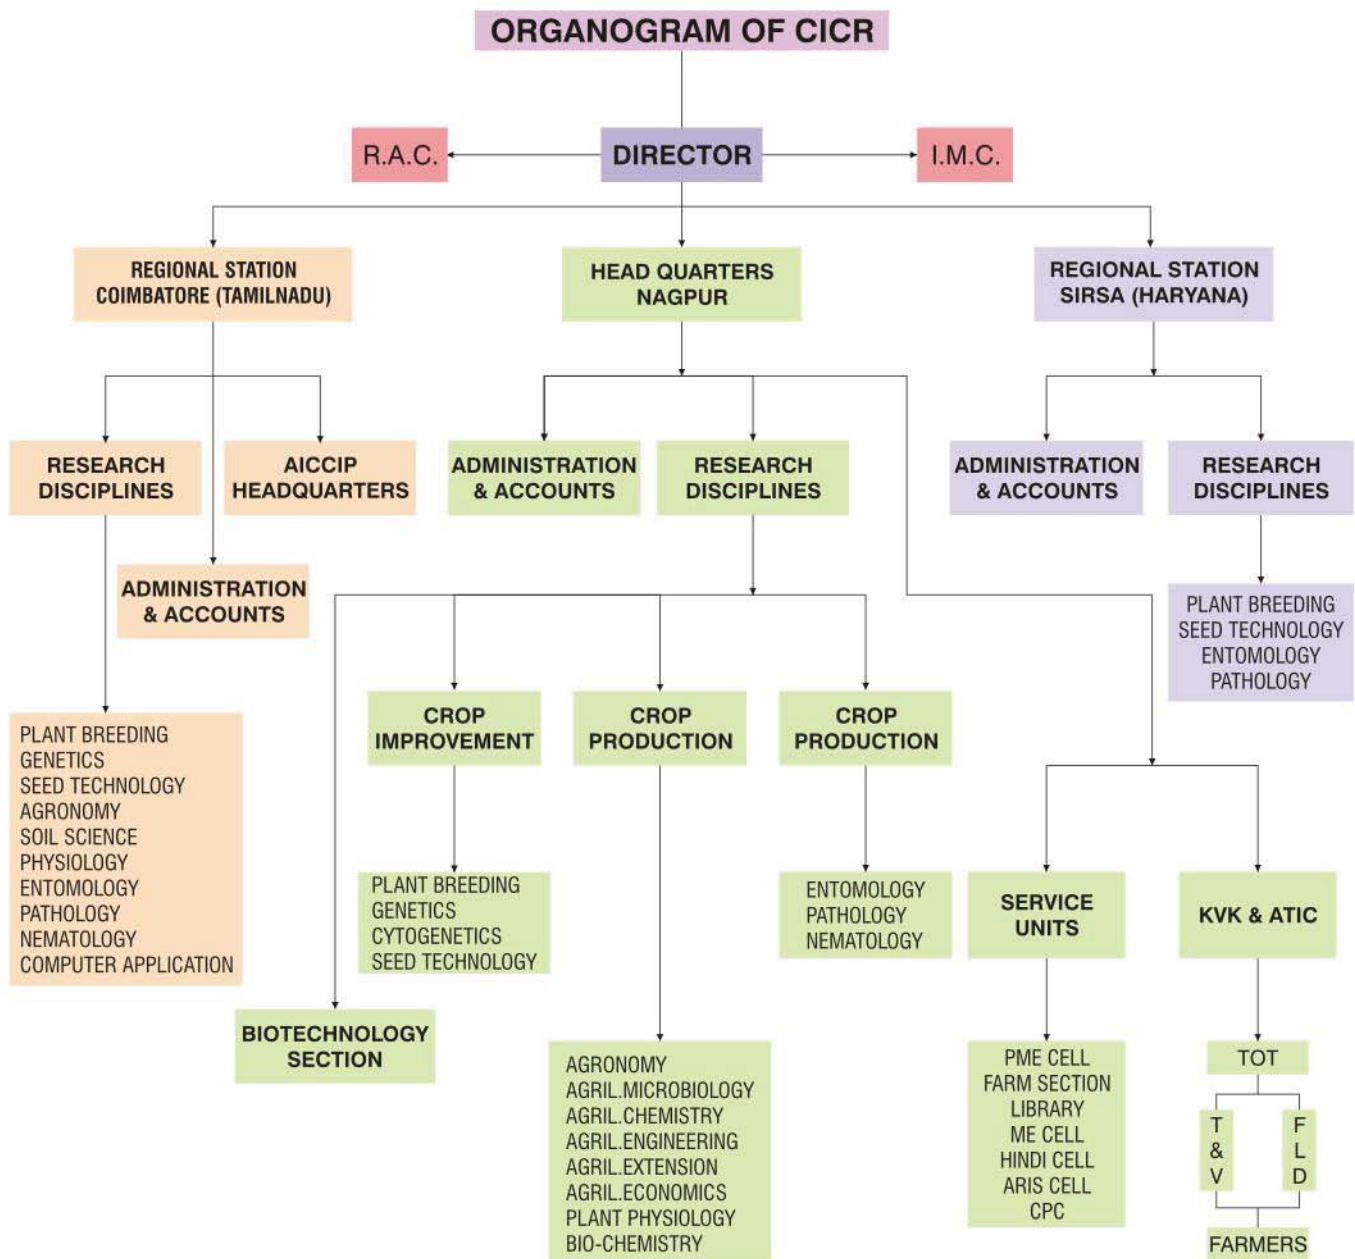 ORGANOGRAM OF CICR
R.A.C.
DIRECTOR
I.M.C.
REGIONAL STATION
COIMBATORE (TAMILNADU)
HEAD QUARTERS
NAGPUR
REGIONAL STATION
SIRSA (HARYANA)
RESEARCH
DISCIPLINES
AICCIP
HEADQUARTERS
ADMINISTRATION
& ACCOUNTS
RESEARCH
DISCIPLINES
ADMINISTRATION
& ACCOUNTS
RESEARCH
DISCIPLINES
ADMINISTRATION
& ACCOUNTS
PLANT BREEDING
SEED TECHNOLOGY
ENTOMOLOGY
PATHOLOGY
PLANT BREEDING
GENETICS
SEED TECHNOLOGY
AGRONOMY
SOIL SCIENCE
PHYSIOLOGY
ENTOMOLOGY
PATHOLOGY
NEMATOLOGY
COMPUTER APPLICATION
CROP
IMPROVEMENT
CROP
PRODUCTION
CROP
PRODUCTION
PLANT BREEDING
GENETICS
CYTOGENETICS
SEED TECHNOLOGY
ENTOMOLOGY
PATHOLOGY
NEMATOLOGY
SERVICE
UNITS
KVK & ATIC
BIOTECHNOLOGY
SECTION
AGRONOMY
AGRIL.MICROBIOLOGY
AGRIL.CHEMISTRY
AGRIL.ENGINEERING
AGRIL.EXTENSION
AGRIL.ECONOMICS
PLANT PHYSIOLOGY
BIO-CHEMISTRY
PME CELL
FARM SECTION
LIBRARY
ME CELL
HINDI CELL
ARIS CELL
CPC
TOT
T
&
V
F
L
D
FARMERS